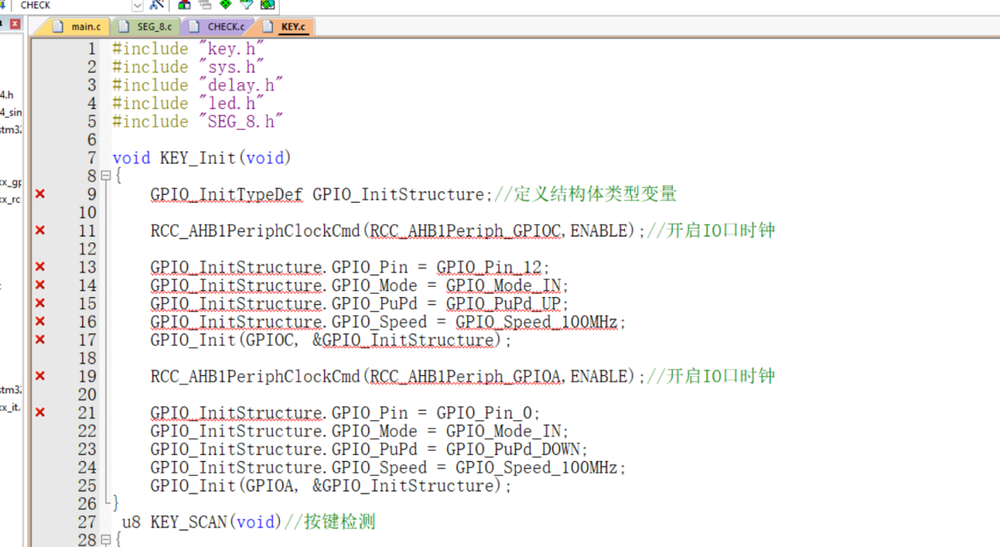 CHECK
main.c SEG_8.c CHECK.c KEY.c
4.h
4_sin
stm32
xx_gp
xx_rc
stm32
xx_it.
1 #include "key.h"
2 #include "sys.h"
3 #include "delay.h"
4 #include "led.h"
5 #include "SEG_8.h"
6
7 void KEY_Init(void)
8 {
9 GPIO_InitTypeDef GPIO_InitStructure;//定义结构体类型变量
10
11 RCC_AHB1PeriphClockCmd(RCC_AHB1Periph_GPIOC,ENABLE);//开启IO口时钟
12
13 GPIO_InitStructure.GPIO_Pin = GPIO_Pin_12;
14 GPIO_InitStructure.GPIO_Mode = GPIO_Mode_IN;
15 GPIO_InitStructure.GPIO_PuPd = GPIO_PuPd_UP;
16 GPIO_InitStructure.GPIO_Speed = GPIO_Speed_100MHz;
17 GPIO_Init(GPIOC, &GPIO_InitStructure);
18
19 RCC_AHB1PeriphClockCmd(RCC_AHB1Periph_GPIOA,ENABLE);//开启IO口时钟
20
21 GPIO_InitStructure.GPIO_Pin = GPIO_Pin_0;
22 GPIO_InitStructure.GPIO_Mode = GPIO_Mode_IN;
23 GPIO_InitStructure.GPIO_PuPd = GPIO_PuPd_DOWN;
24 GPIO_InitStructure.GPIO_Speed = GPIO_Speed_100MHz;
25 GPIO_Init(GPIOA, &GPIO_InitStructure);
26 }
27 u8 KEY_SCAN(void)//按键检测
28 {